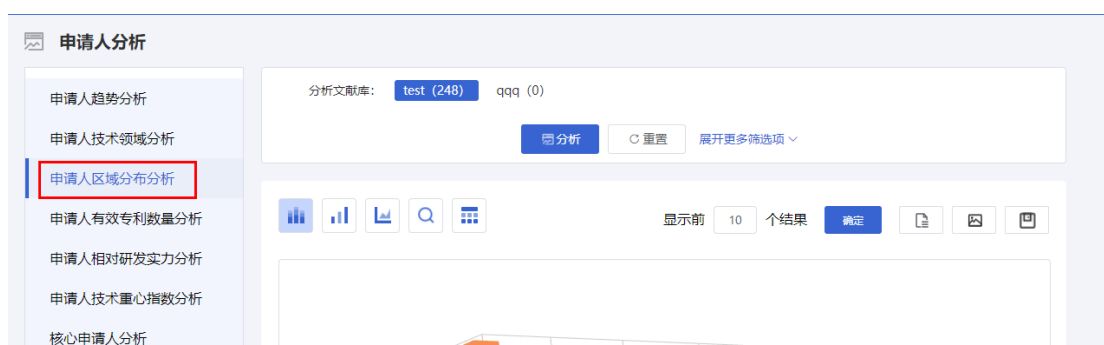 申请人分析
申请人趋势分析
申请人技术领域分析
申请人区域分布分析
申请人有效专利数量分析
申请人相对研发实力分析
申请人技术重心指数分析
核心申请人分析
分析文献库： test (248) qqq (0)
分析 重置 展开更多筛选项
显示前 10 个结果 确定